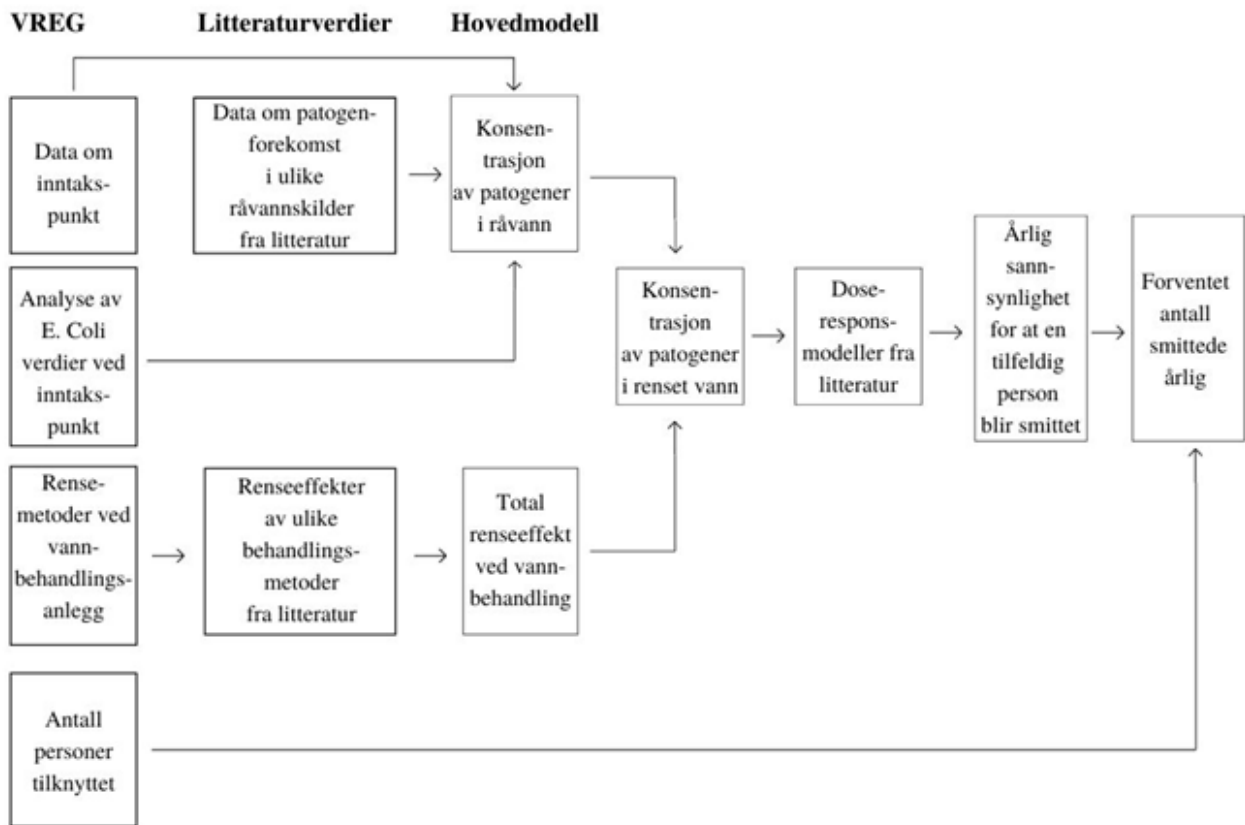 VREG
Litteraturverdier
Hovedmodell
Data om
inntaks-
punkt
Data om patogen-
forekomst
i ulike
råvannskilder
fra litteratur
Konsen-
trasjon
av patogener
i råvann
Analyse av
E. Coli
verdier ved
inntaks-
punkt
Konsen-
trasjon
av patogener
i renset vann
Dose-
respons-
modeller fra
litteratur
Årlig
sann-
synlighet
for at en
tilfeldig
person
blir smittet
Forventet
antall
smittede
årlig
Rense-
metoder ved
vann-
behandlings-
anlegg
Renseeffekter
av ulike
behandlings-
metoder
fra litteratur
Total
renseeffekt
ved vann-
behandling
Antall
personer
tilknyttet